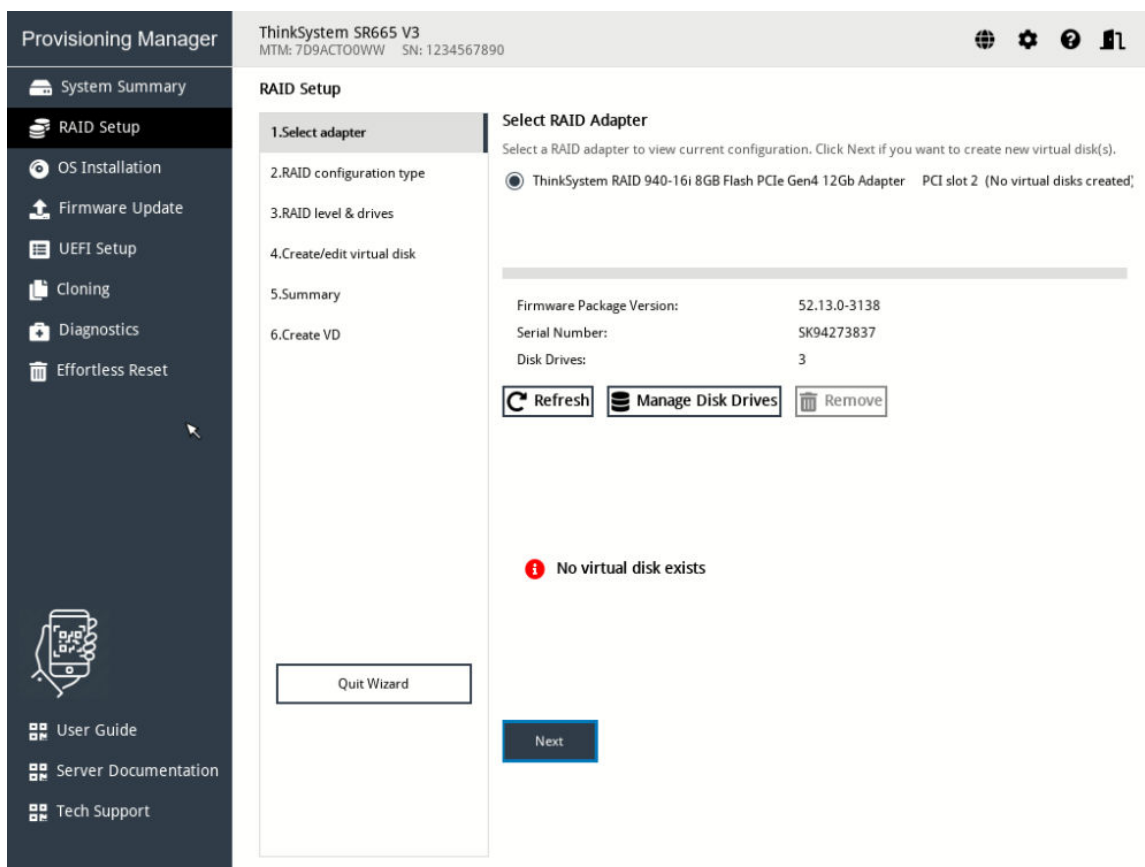 Provisioning Manager
ThinkSystem SR665 V3
MTM: 7D9ACTO0WW SN: 1234567890
System Summary
RAID Setup
OS Installation
Firmware Update
UEFI Setup
Cloning
Diagnostics
Effortless Reset
User Guide
Server Documentation
Tech Support
RAID Setup
1.Select adapter
2.RAID configuration type
3.RAID level & drives
4.Create/edit virtual disk
5.Summary
6.Create VD
Quit Wizard
Select RAID Adapter
Select a RAID adapter to view current configuration. Click Next if you want to create new virtual disk(s).
ThinkSystem RAID 940-16i 8GB Flash PCIe Gen4 12Gb Adapter PCI slot 2 (No virtual disks created)
Firmware Package Version: 52.13.0-3138
Serial Number: SK94273837
Disk Drives: 3
Refresh Manage Disk Drives Remove
No virtual disk exists
Next